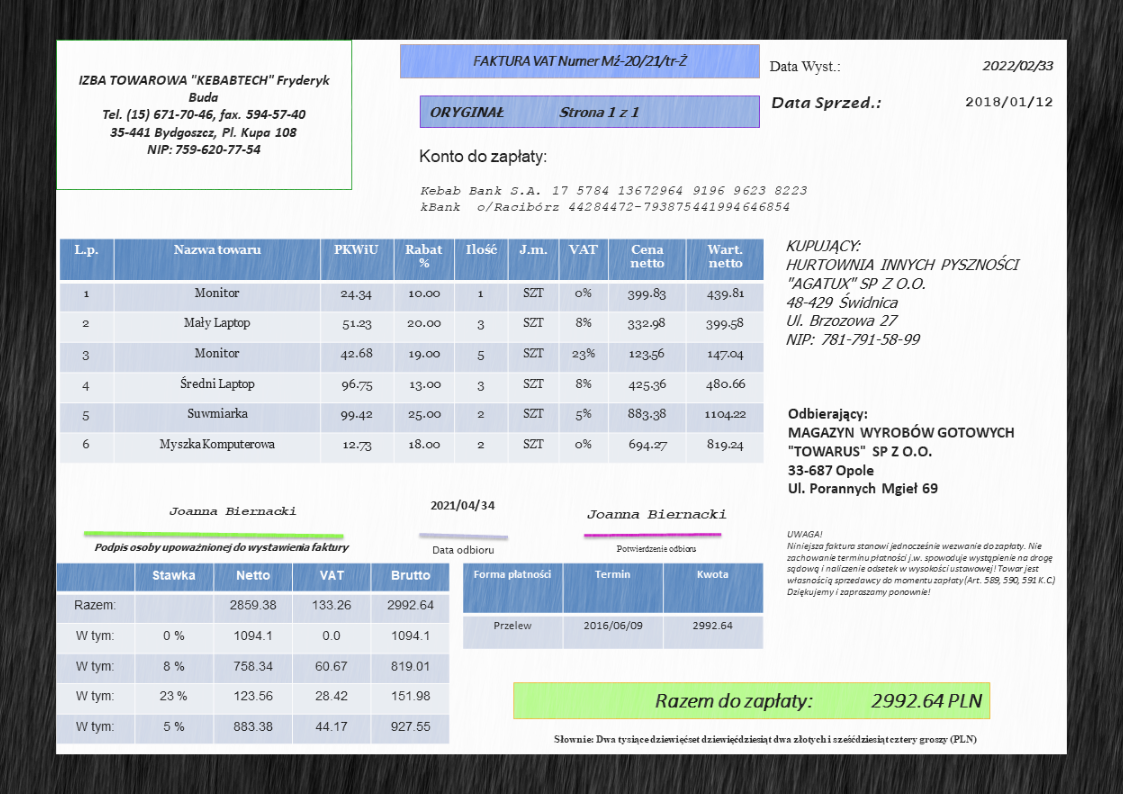 IZBA TOWAROWA "KEBABTECH" Fryderyk
Buda
Tel. (15) 671-70-46, fax. 594-57-40
35-441 Bydgoszcz, Pl. Kupa 108
NIP: 759-620-77-54
FAKTURA VAT Numer Mź-20/21/tr-Ż
ORYGINAŁ Strona 1 z 1
Data Wyst.: 2022/02/33
Data Sprzed.: 2018/01/12
Konto do zapłaty:
Kebab Bank S.A. 17 5784 13672964 9196 9623 8223
kBank o/Racibórz 44284472-793875441994646854
L.p. Nazwa towaru PKWiU Rabat % Ilość J.m. VAT Cena netto Wart. netto
1 Monitor 24.34 10.00 1 SZT 0% 399.83 439.81
2 Mały Laptop 51.23 20.00 3 SZT 8% 332.98 399.58
3 Monitor 42.68 19.00 5 SZT 23% 123.56 147.04
4 Średni Laptop 96.75 13.00 3 SZT 8% 425.36 480.66
5 Suwmiarka 99.42 25.00 2 SZT 5% 883.38 1104.22
6 Myszka Komputerowa 12.73 18.00 2 SZT 0% 694.27 819.24
KUPUJĄCY:
HURTOWNIA INNYCH PYSZNOŚCI
"AGATUX" SP Z O.O.
48-429 Świdnica
Ul. Brzozowa 27
NIP: 781-791-58-99
Odbierający:
MAGAZYN WYROBÓW GOTOWYCH
"TOWARUS" SP Z O.O.
33-687 Opole
Ul. Porannych Mgieł 69
Joanna Biernacki
Podpis osoby upoważnionej do wystawienia faktury
2021/04/34
Data odbioru
Joanna Biernacki
Potwierdzenie odbioru
UWAGA!
Niniejsza faktura stanowi jednocześnie wezwanie do zapłaty. Nie
zachowanie terminu płatności j.w. spowoduje wystąpienie na drogę
sądową i naliczenie odsetek w wysokości ustawowej! Towar jest
własnością sprzedawcy do momentu zapłaty (Art. 589, 590, 591 K.C.)
Dziękujemy i zapraszamy ponownie!
Stawka Netto VAT Brutto
Razem: 2859.38 133.26 2992.64
W tym: 0 % 1094.1 0.0 1094.1
W tym: 8 % 758.34 60.67 819.01
W tym: 23 % 123.56 28.42 151.98
W tym: 5 % 883.38 44.17 927.55
Forma płatności Termin Kwota
Przelew 2016/06/09 2992.64
Razem do zapłaty: 2992.64 PLN
Słownie: Dwa tysiące dziewięćset dziewięćdziesiąt dwa złotych i sześćdziesiąt cztery groszy (PLN)